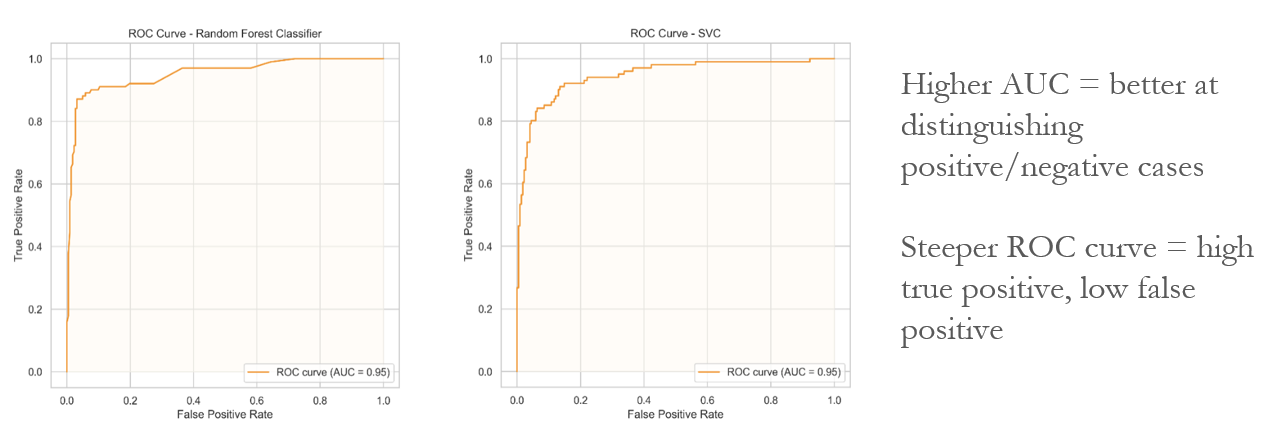 ROC Curve - Random Forest Classifier
1.0
0.8
0.6
0.4
0.2
0.0
True Positive Rate
0.0 0.2 0.4 0.6 0.8 1.0
False Positive Rate
ROC curve (AUC = 0.95)
ROC Curve - SVC
1.0
0.8
0.6
0.4
0.2
0.0
True Positive Rate
0.0 0.2 0.4 0.6 0.8 1.0
False Positive Rate
ROC curve (AUC = 0.95)
Higher AUC = better at
distinguishing
positive/negative cases
Steeper ROC curve = high
true positive, low false
positive